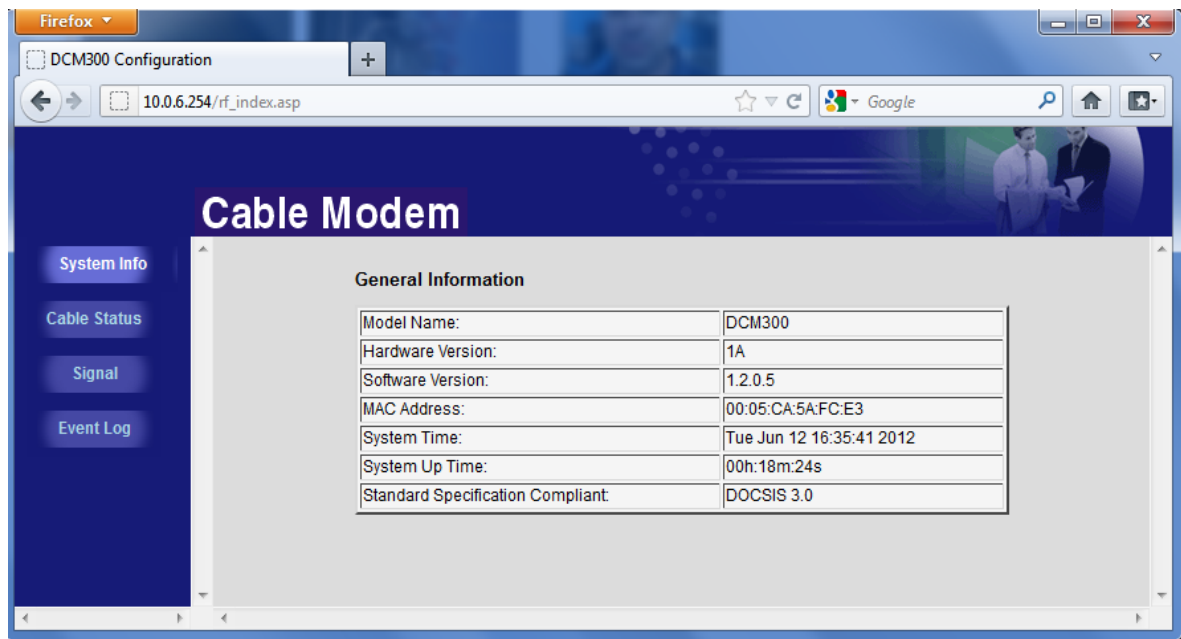 Firefox
DCM300 Configuration
10.0.6.254/rf_index.asp
Google
Cable Modem
System Info
Cable Status
Signal
Event Log
General Information
Model Name: DCM300
Hardware Version: 1A
Software Version: 1.2.0.5
MAC Address: 00:05:CA:5A:FC:E3
System Time: Tue Jun 12 16:35:41 2012
System Up Time: 00h:18m:24s
Standard Specification Compliant: DOCSIS 3.0